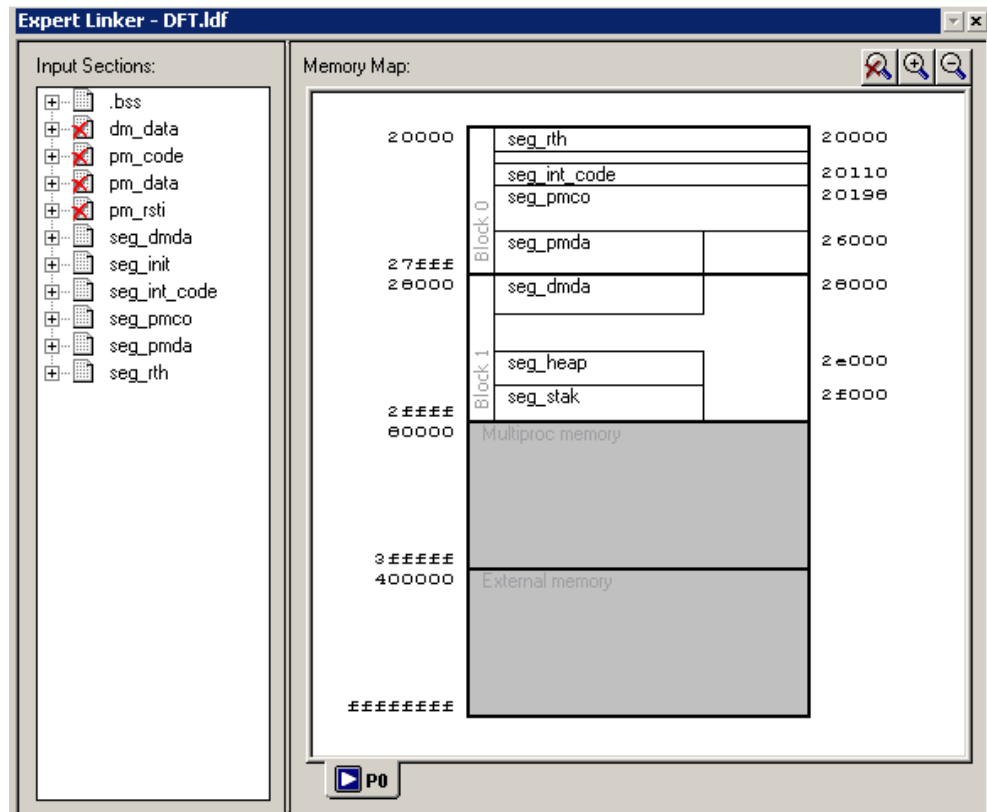 Expert Linker - DFT.ldf
Input Sections:
.bss
dm_data
pm_code
pm_data
pm_rsti
seg_dmda
seg_init
seg_int_code
seg_pmco
seg_pmda
seg_rth
Memory Map:
20000 seg_rth 20000
seg_int_code 20110
seg_pmco 20198
Block 0
seg_pmda 26000
27fff
28000 seg_dmda 28000
Block 1
seg_heap 2e000
seg_stak 2f000
2ffff
80000 Multiproc memory
3fffff
400000 External memory
ffffffff
P0